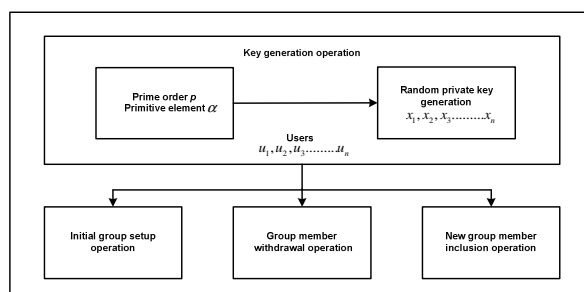 Key generation operation
Prime order p
Primitive element α
Random private key
generation
x₁, x₂, x₃..........xₙ
Users
u₁, u₂, u₃.........uₙ
Initial group setup
operation
Group member
withdrawal operation
New group member
inclusion operation